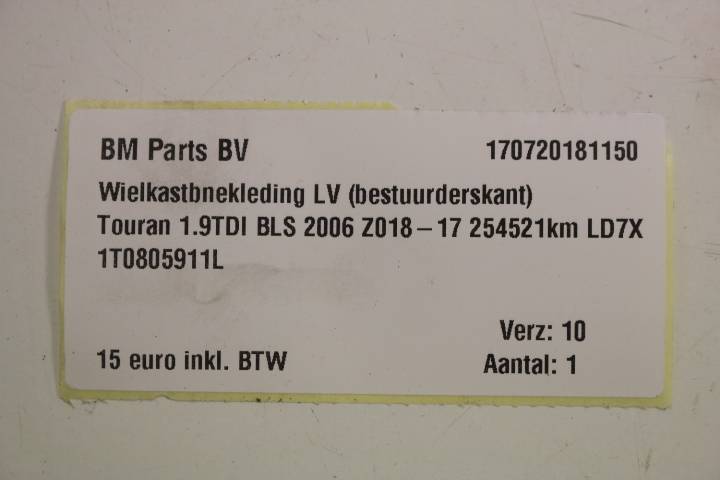 BM Parts BV 170720181150
Wielkastbnekleding LV (bestuurderskant)
Touran 1.9TDI BLS 2006 Z018-17 254521km LD7X
1T0805911L
Verz: 10
15 euro inkl. BTW Aantal: 1